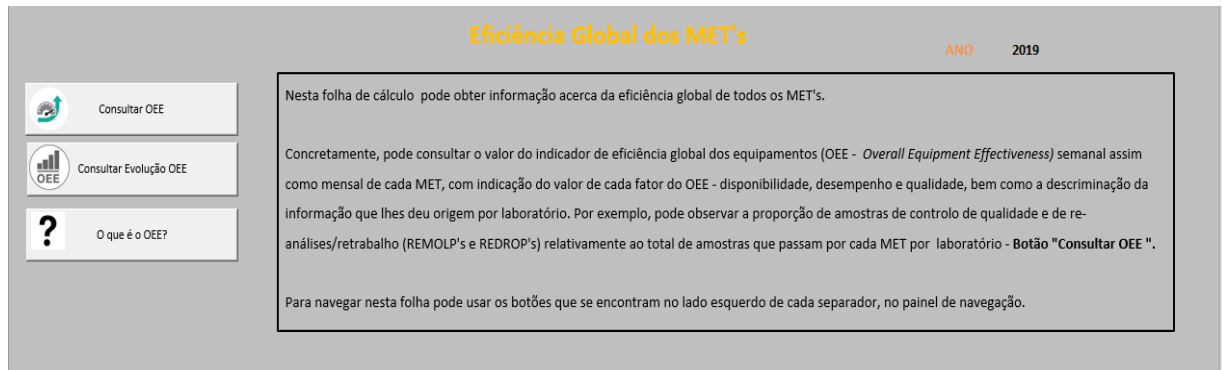 Eficiência Global dos MET's
ANO 2019
Consultar OEE
OEE
Consultar Evolução OEE
?
O que é o OEE?
Nesta folha de cálculo pode obter informação acerca da eficiência global de todos os MET's.
Concretamente, pode consultar o valor do indicador de eficiência global dos equipamentos (OEE - Overall Equipment Effectiveness) semanal assim
como mensal de cada MET, com indicação do valor de cada fator do OEE - disponibilidade, desempenho e qualidade, bem como a descriminação da
informação que lhes deu origem por laboratório. Por exemplo, pode observar a proporção de amostras de controlo de qualidade e de re-
análises/retrabalho (REMOLP's e REDROP's) relativamente ao total de amostras que passam por cada MET por laboratório - Botão "Consultar OEE ".
Para navegar nesta folha pode usar os botões que se encontram no lado esquerdo de cada separador, no painel de navegação.